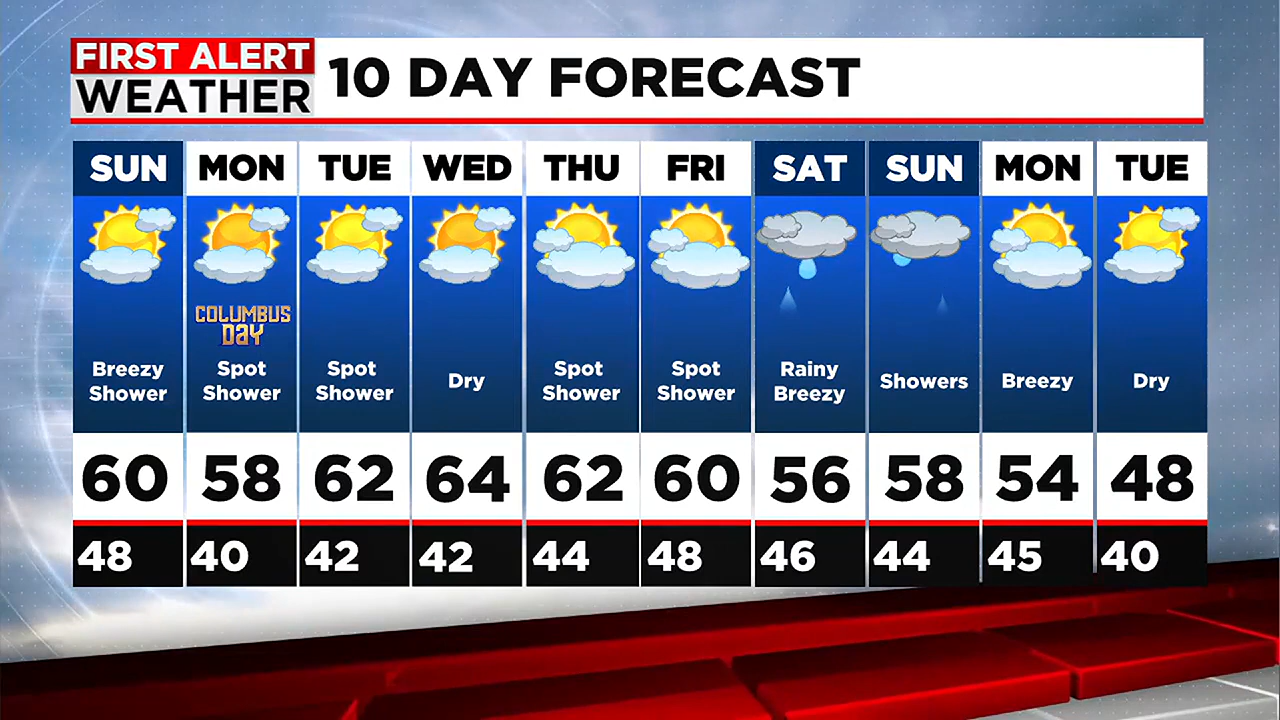 FIRST ALERT
WEATHER
10 DAY FORECAST
SUN MON TUE WED THU FRI SAT SUN MON TUE
COLUMBUS
DAY
Breezy Spot Spot Dry Spot Spot Rainy Showers Breezy Dry
Shower Shower Shower Shower Shower Breezy
60 58 62 64 62 60 56 58 54 48
48 40 42 42 44 48 46 44 45 40